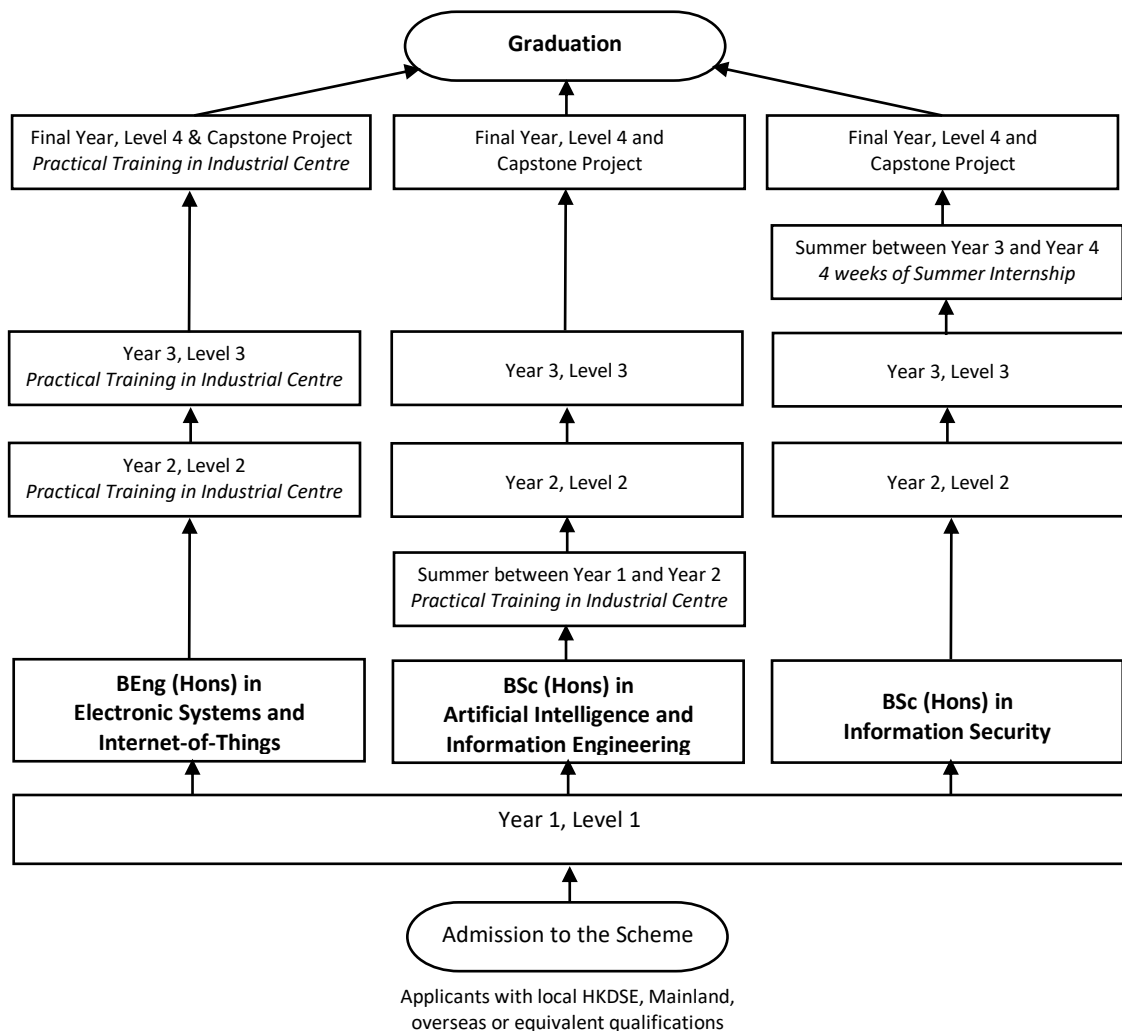 Graduation
Final Year, Level 4 & Capstone Project
Practical Training in Industrial Centre
Final Year, Level 4 and
Capstone Project
Final Year, Level 4 and
Capstone Project
Summer between Year 3 and Year 4
4 weeks of Summer Internship
Year 3, Level 3
Practical Training in Industrial Centre
Year 3, Level 3
Year 3, Level 3
Year 2, Level 2
Practical Training in Industrial Centre
Year 2, Level 2
Year 2, Level 2
Summer between Year 1 and Year 2
Practical Training in Industrial Centre
BEng (Hons) in
Electronic Systems and
Internet-of-Things
BSc (Hons) in
Artificial Intelligence and
Information Engineering
BSc (Hons) in
Information Security
Year 1, Level 1
Admission to the Scheme
Applicants with local HKDSE, Mainland,
overseas or equivalent qualifications